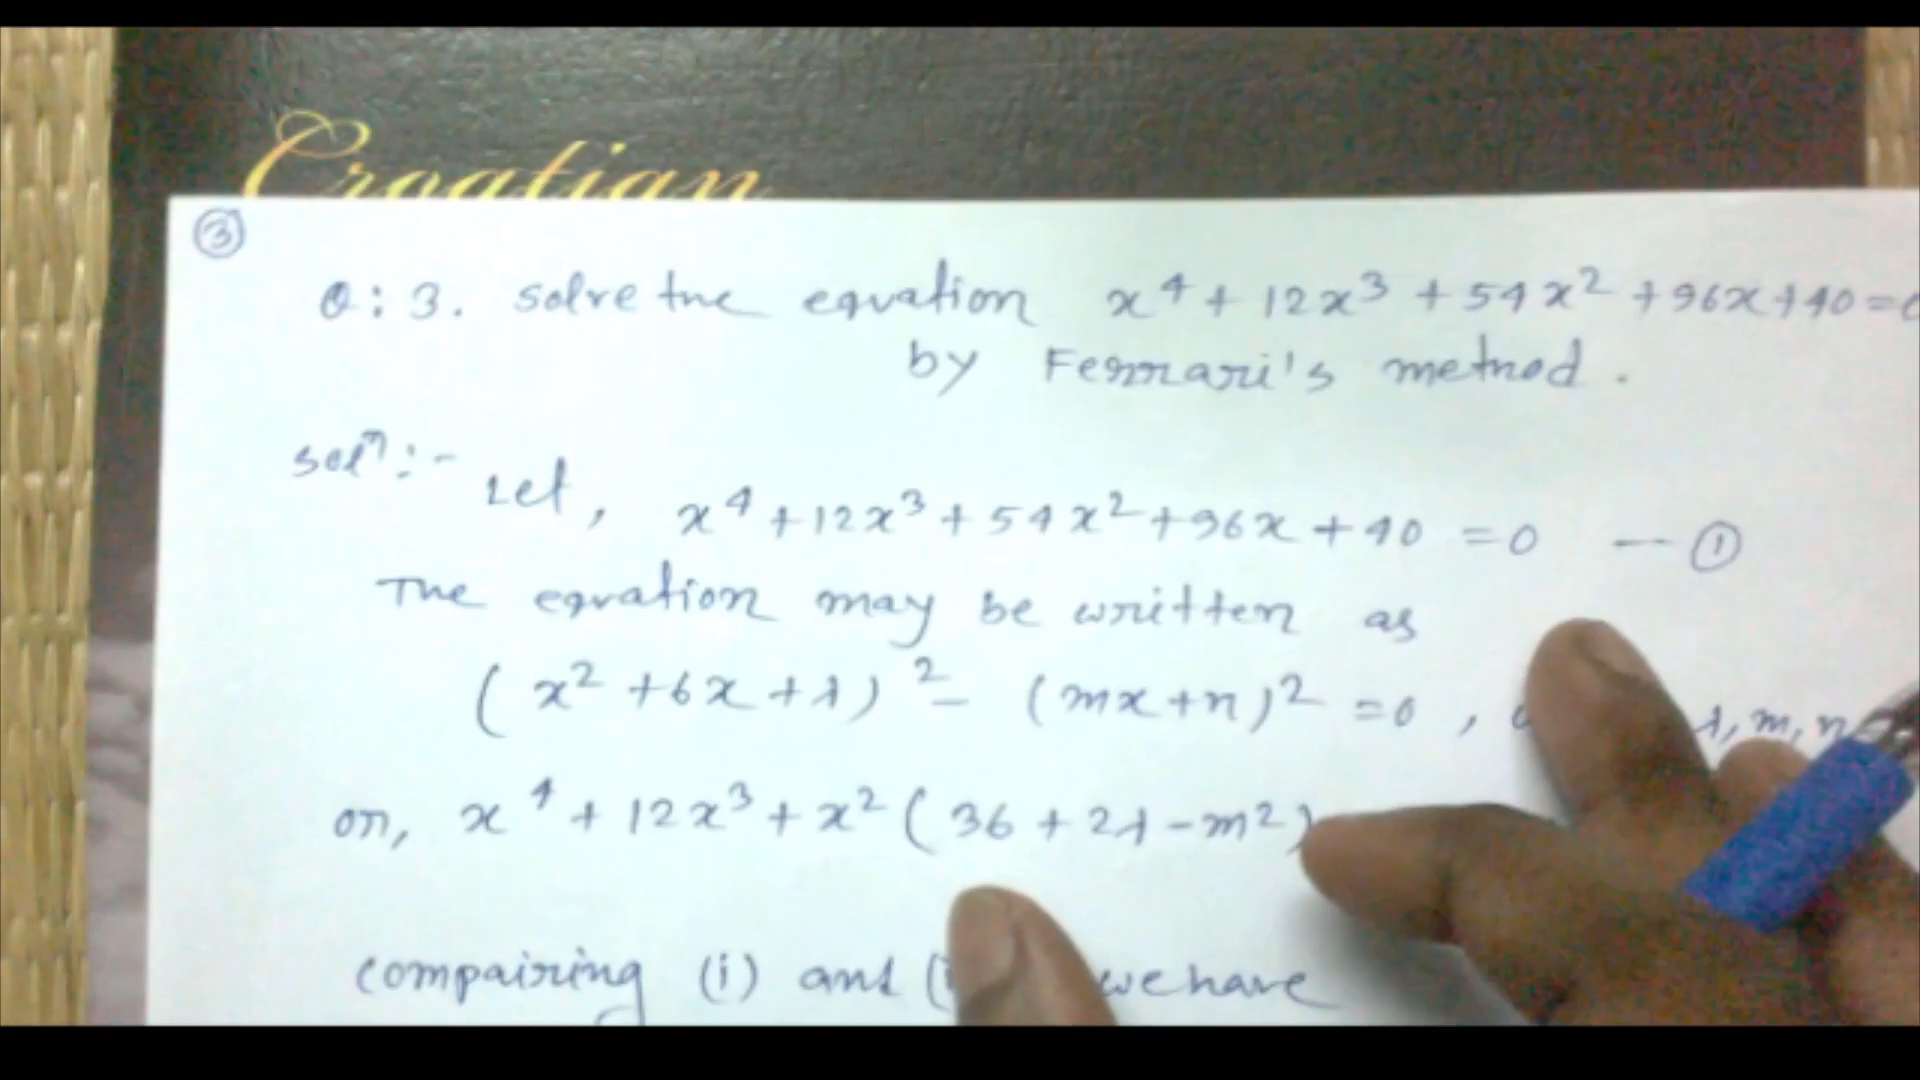 Croatian
③
Q: 3. solve the equation x⁴ + 12x³ + 54x² + 96x + 40 = 0
by Ferrari's method.
solⁿ:-
Let, x⁴ + 12x³ + 54x² + 96x + 40 = 0 — ①
The equation may be written as
(x² + 6x + λ)² - (mx + n)² = 0, λ, m, n
or, x⁴ + 12x³ + x² (36 + 2λ - m²)
compairing (i) and ( we have